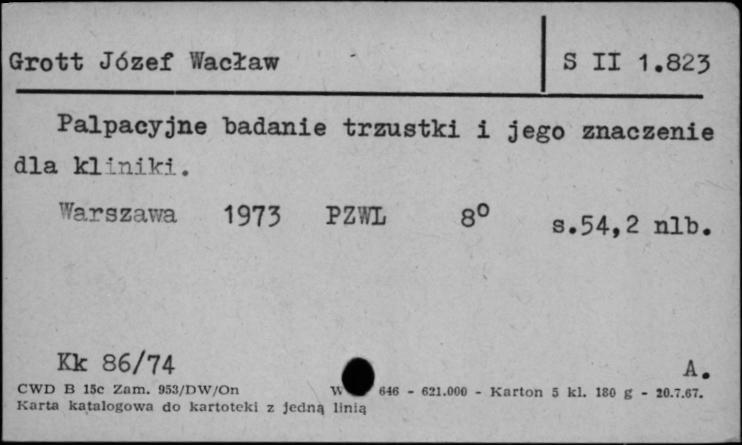 Grott Józef Wacław
S II 1.823
Palpacyjne badanie trzustki i jego znaczenie
dla kliniki.
Warszawa 1973 PZWL 8° s.54,2 nlb.
Kk 86/74
A.
CWD B 15c Zam. 953/DW/On W 646 - 621.000 - Karton 5 kl. 180 g - 20.7.67.
Karta katalogowa do kartoteki z jedną linią